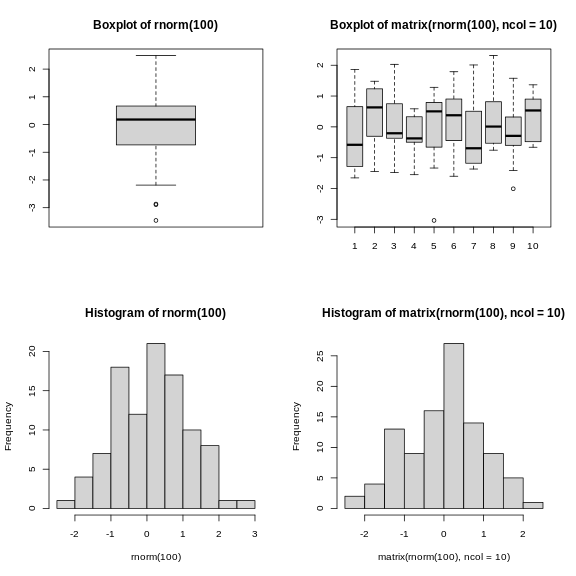 Boxplot of rnorm(100)
2
1
0
-1
-2
-3
Boxplot of matrix(rnorm(100), ncol = 10)
2
1
0
-1
-2
-3
1 2 3 4 5 6 7 8 9 10
Histogram of rnorm(100)
Frequency
20
15
10
5
0
-2 -1 0 1 2 3
rnorm(100)
Histogram of matrix(rnorm(100), ncol = 10)
Frequency
25
20
15
10
5
0
-2 -1 0 1 2
matrix(rnorm(100), ncol = 10)